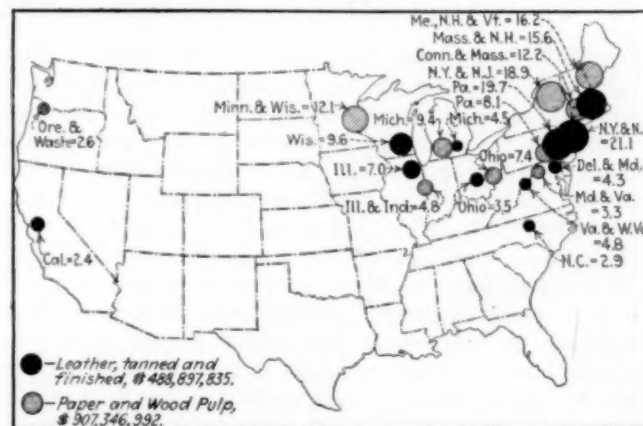 Me., N.H. & Vt. = 16.2
Mass. & N.H. = 15.6
Conn. & Mass. = 12.2
N.Y. & N.J. = 18.9
Pa. = 19.7
Pa. = 8.1
Minn. & Wis. = 12.1
Mich. = 9.4
Mich. = 4.5
Ore. &
Wash = 2.6
Wis. = 9.6
N.Y. & N.J.
21.1
Ill. = 7.0
Ohio = 7.4
Del. & Md.
= 4.3
Ill. & Ind. = 4.8
Ohio = 3.5
Md. & Va.
= 3.3
Va. & W.Va.
= 4.8
Cal. = 2.4
N.C. = 2.9
Leather, tanned and
finished, $ 488,897,835.
Paper and Wood Pulp,
$ 907,346,992.